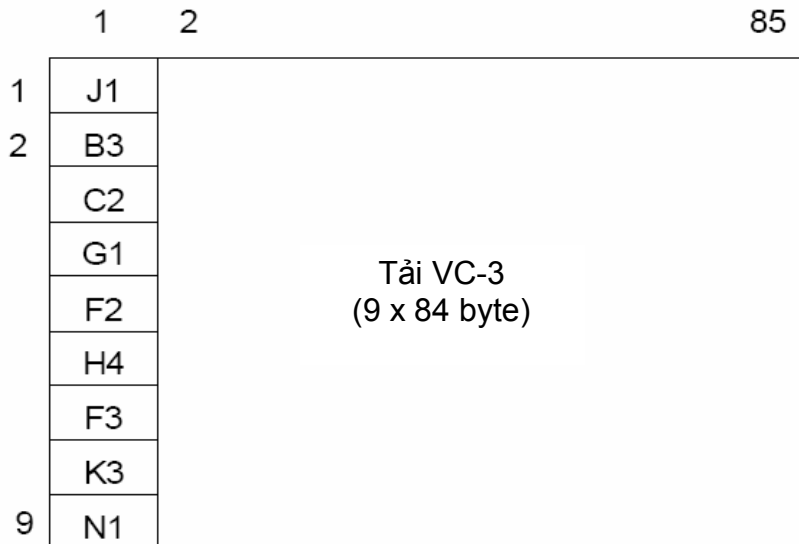 1 2 85
1 J1
2 B3
C2
G1
Tải VC-3
F2 (9 x 84 byte)
H4
F3
K3
9 N1